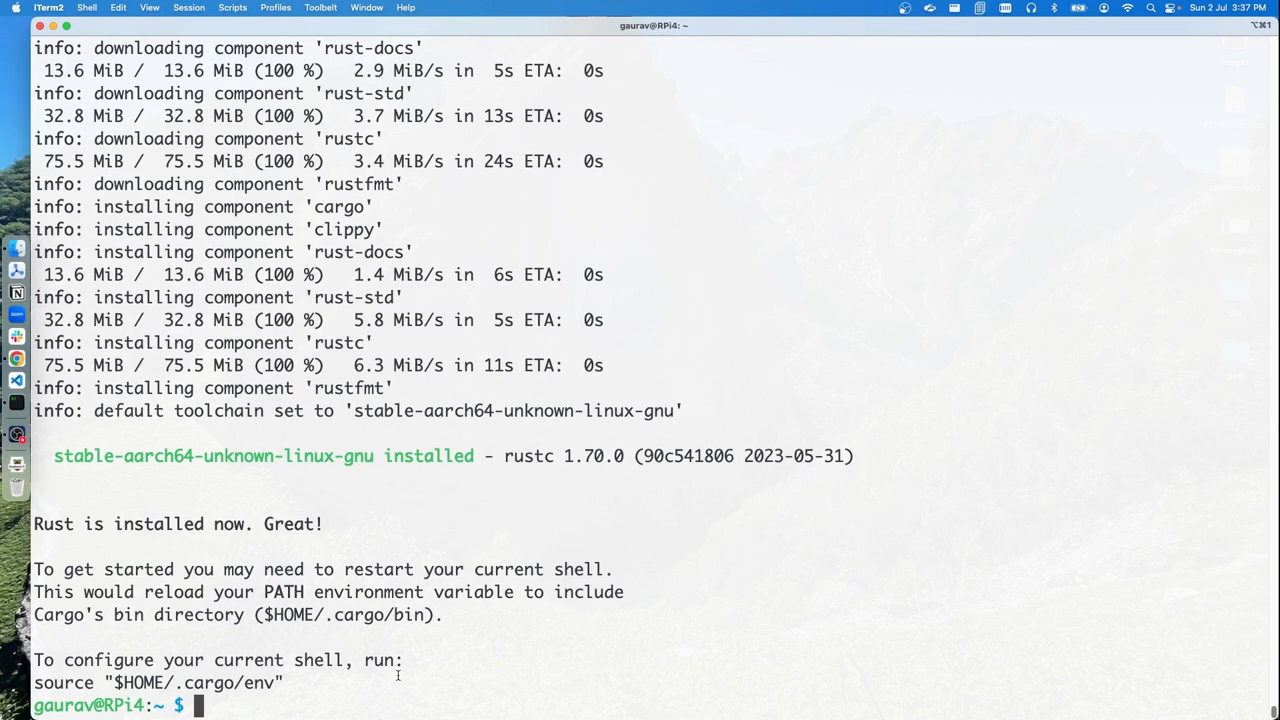 iTerm2 Shell Edit View Session Scripts Profiles Toolbelt Window Help Sun 2 Jul 3:37 PM
gaurav@RPi4: ~ ⌥⌘1
info: downloading component 'rust-docs'
13.6 MiB / 13.6 MiB (100 %) 2.9 MiB/s in 5s ETA: 0s
info: downloading component 'rust-std'
32.8 MiB / 32.8 MiB (100 %) 3.7 MiB/s in 13s ETA: 0s
info: downloading component 'rustc'
75.5 MiB / 75.5 MiB (100 %) 3.4 MiB/s in 24s ETA: 0s
info: downloading component 'rustfmt'
info: installing component 'cargo'
info: installing component 'clippy'
info: installing component 'rust-docs'
13.6 MiB / 13.6 MiB (100 %) 1.4 MiB/s in 6s ETA: 0s
info: installing component 'rust-std'
32.8 MiB / 32.8 MiB (100 %) 5.8 MiB/s in 5s ETA: 0s
info: installing component 'rustc'
75.5 MiB / 75.5 MiB (100 %) 6.3 MiB/s in 11s ETA: 0s
info: installing component 'rustfmt'
info: default toolchain set to 'stable-aarch64-unknown-linux-gnu'
stable-aarch64-unknown-linux-gnu installed - rustc 1.70.0 (90c541806 2023-05-31)
Rust is installed now. Great!
To get started you may need to restart your current shell.
This would reload your PATH environment variable to include
Cargo's bin directory ($HOME/.cargo/bin).
To configure your current shell, run:
source "$HOME/.cargo/env"
gaurav@RPi4:~ $